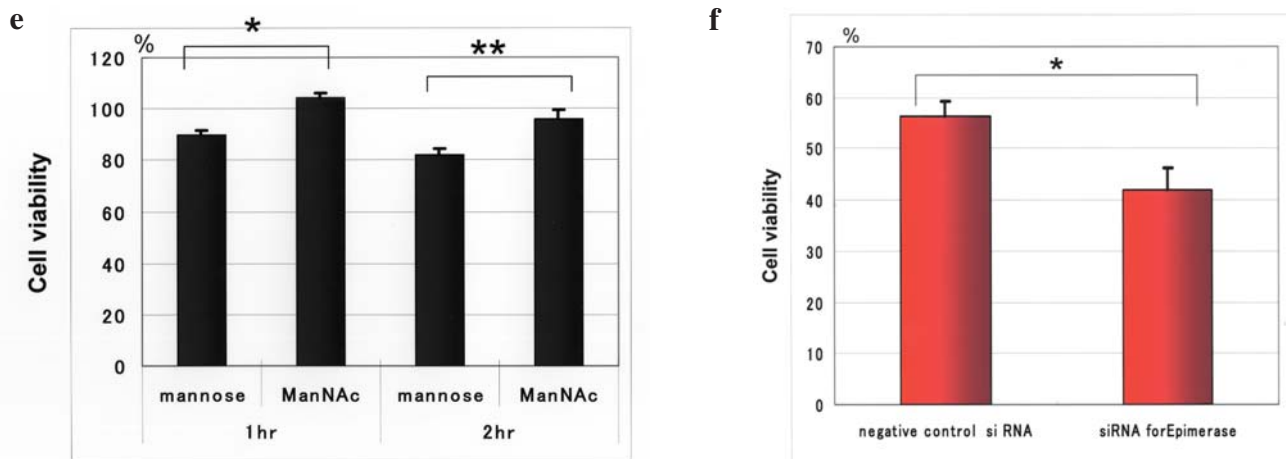 e
%
*
**
120
100
80
60
40
20
0
Cell viability
mannose ManNAc mannose ManNAc
1hr 2hr
f
%
*
70
60
50
40
30
20
10
0
Cell viability
negative control si RNA siRNA forEpimerase